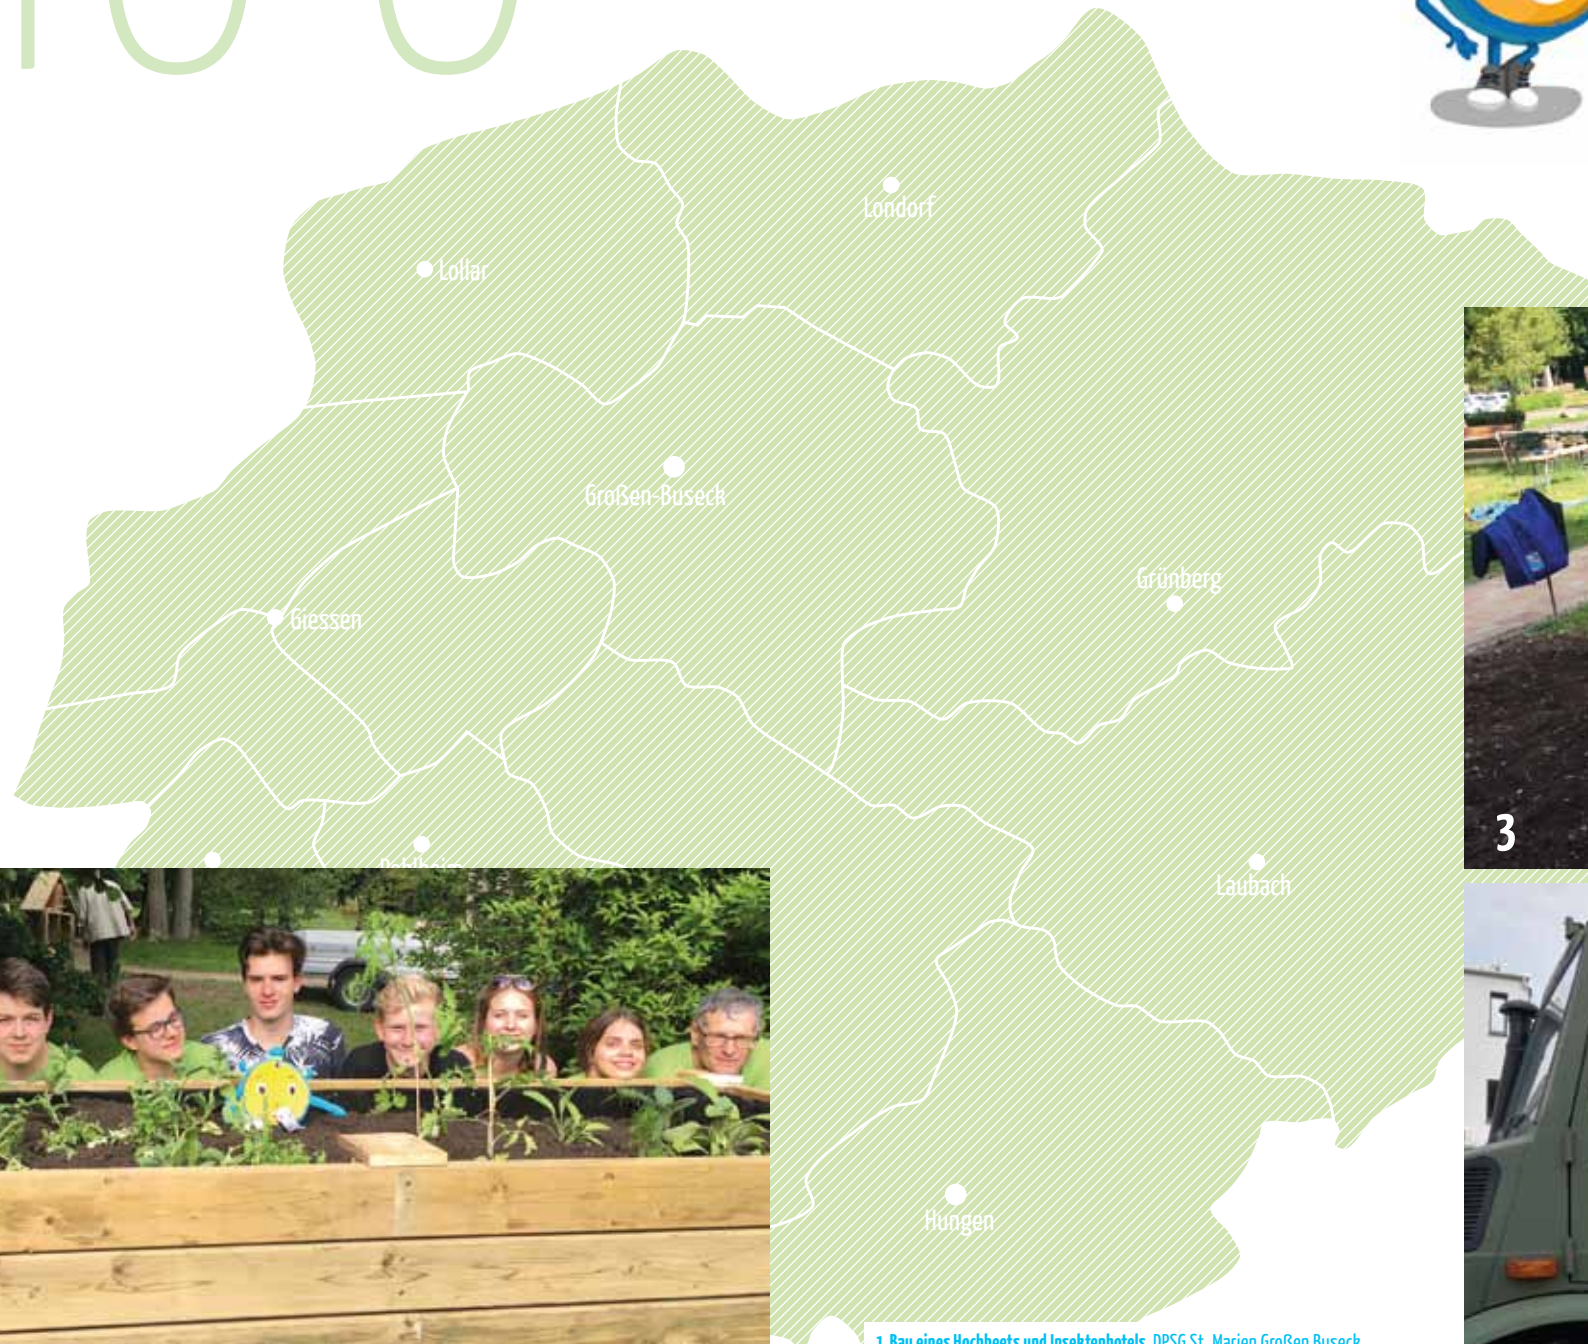 Londorf
Lollar
Großen-Buseck
Grünberg
Giessen
3
Laubach
Hungen
1 Bau eines Hochbeets und Insektenhotels, DPSG St. Marien Großen Buseck